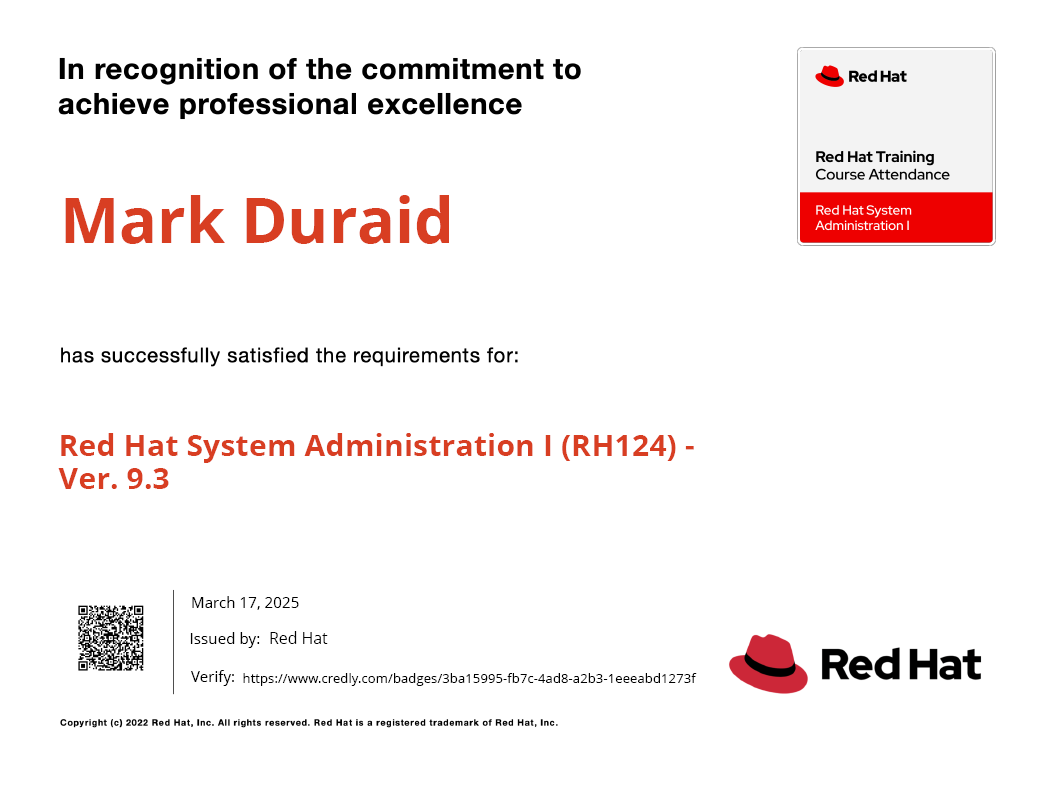 In recognition of the commitment to
achieve professional excellence
Red Hat
Red Hat Training
Course Attendance
Red Hat System
Administration I
Mark Duraid
has successfully satisfied the requirements for:
Red Hat System Administration I (RH124) -
Ver. 9.3
March 17, 2025
Issued by: Red Hat
Verify: https://www.credly.com/badges/3ba15995-fb7c-4ad8-a2b3-1eeeabd1273f
Red Hat
Copyright (c) 2022 Red Hat, Inc. All rights reserved. Red Hat is a registered trademark of Red Hat, Inc.